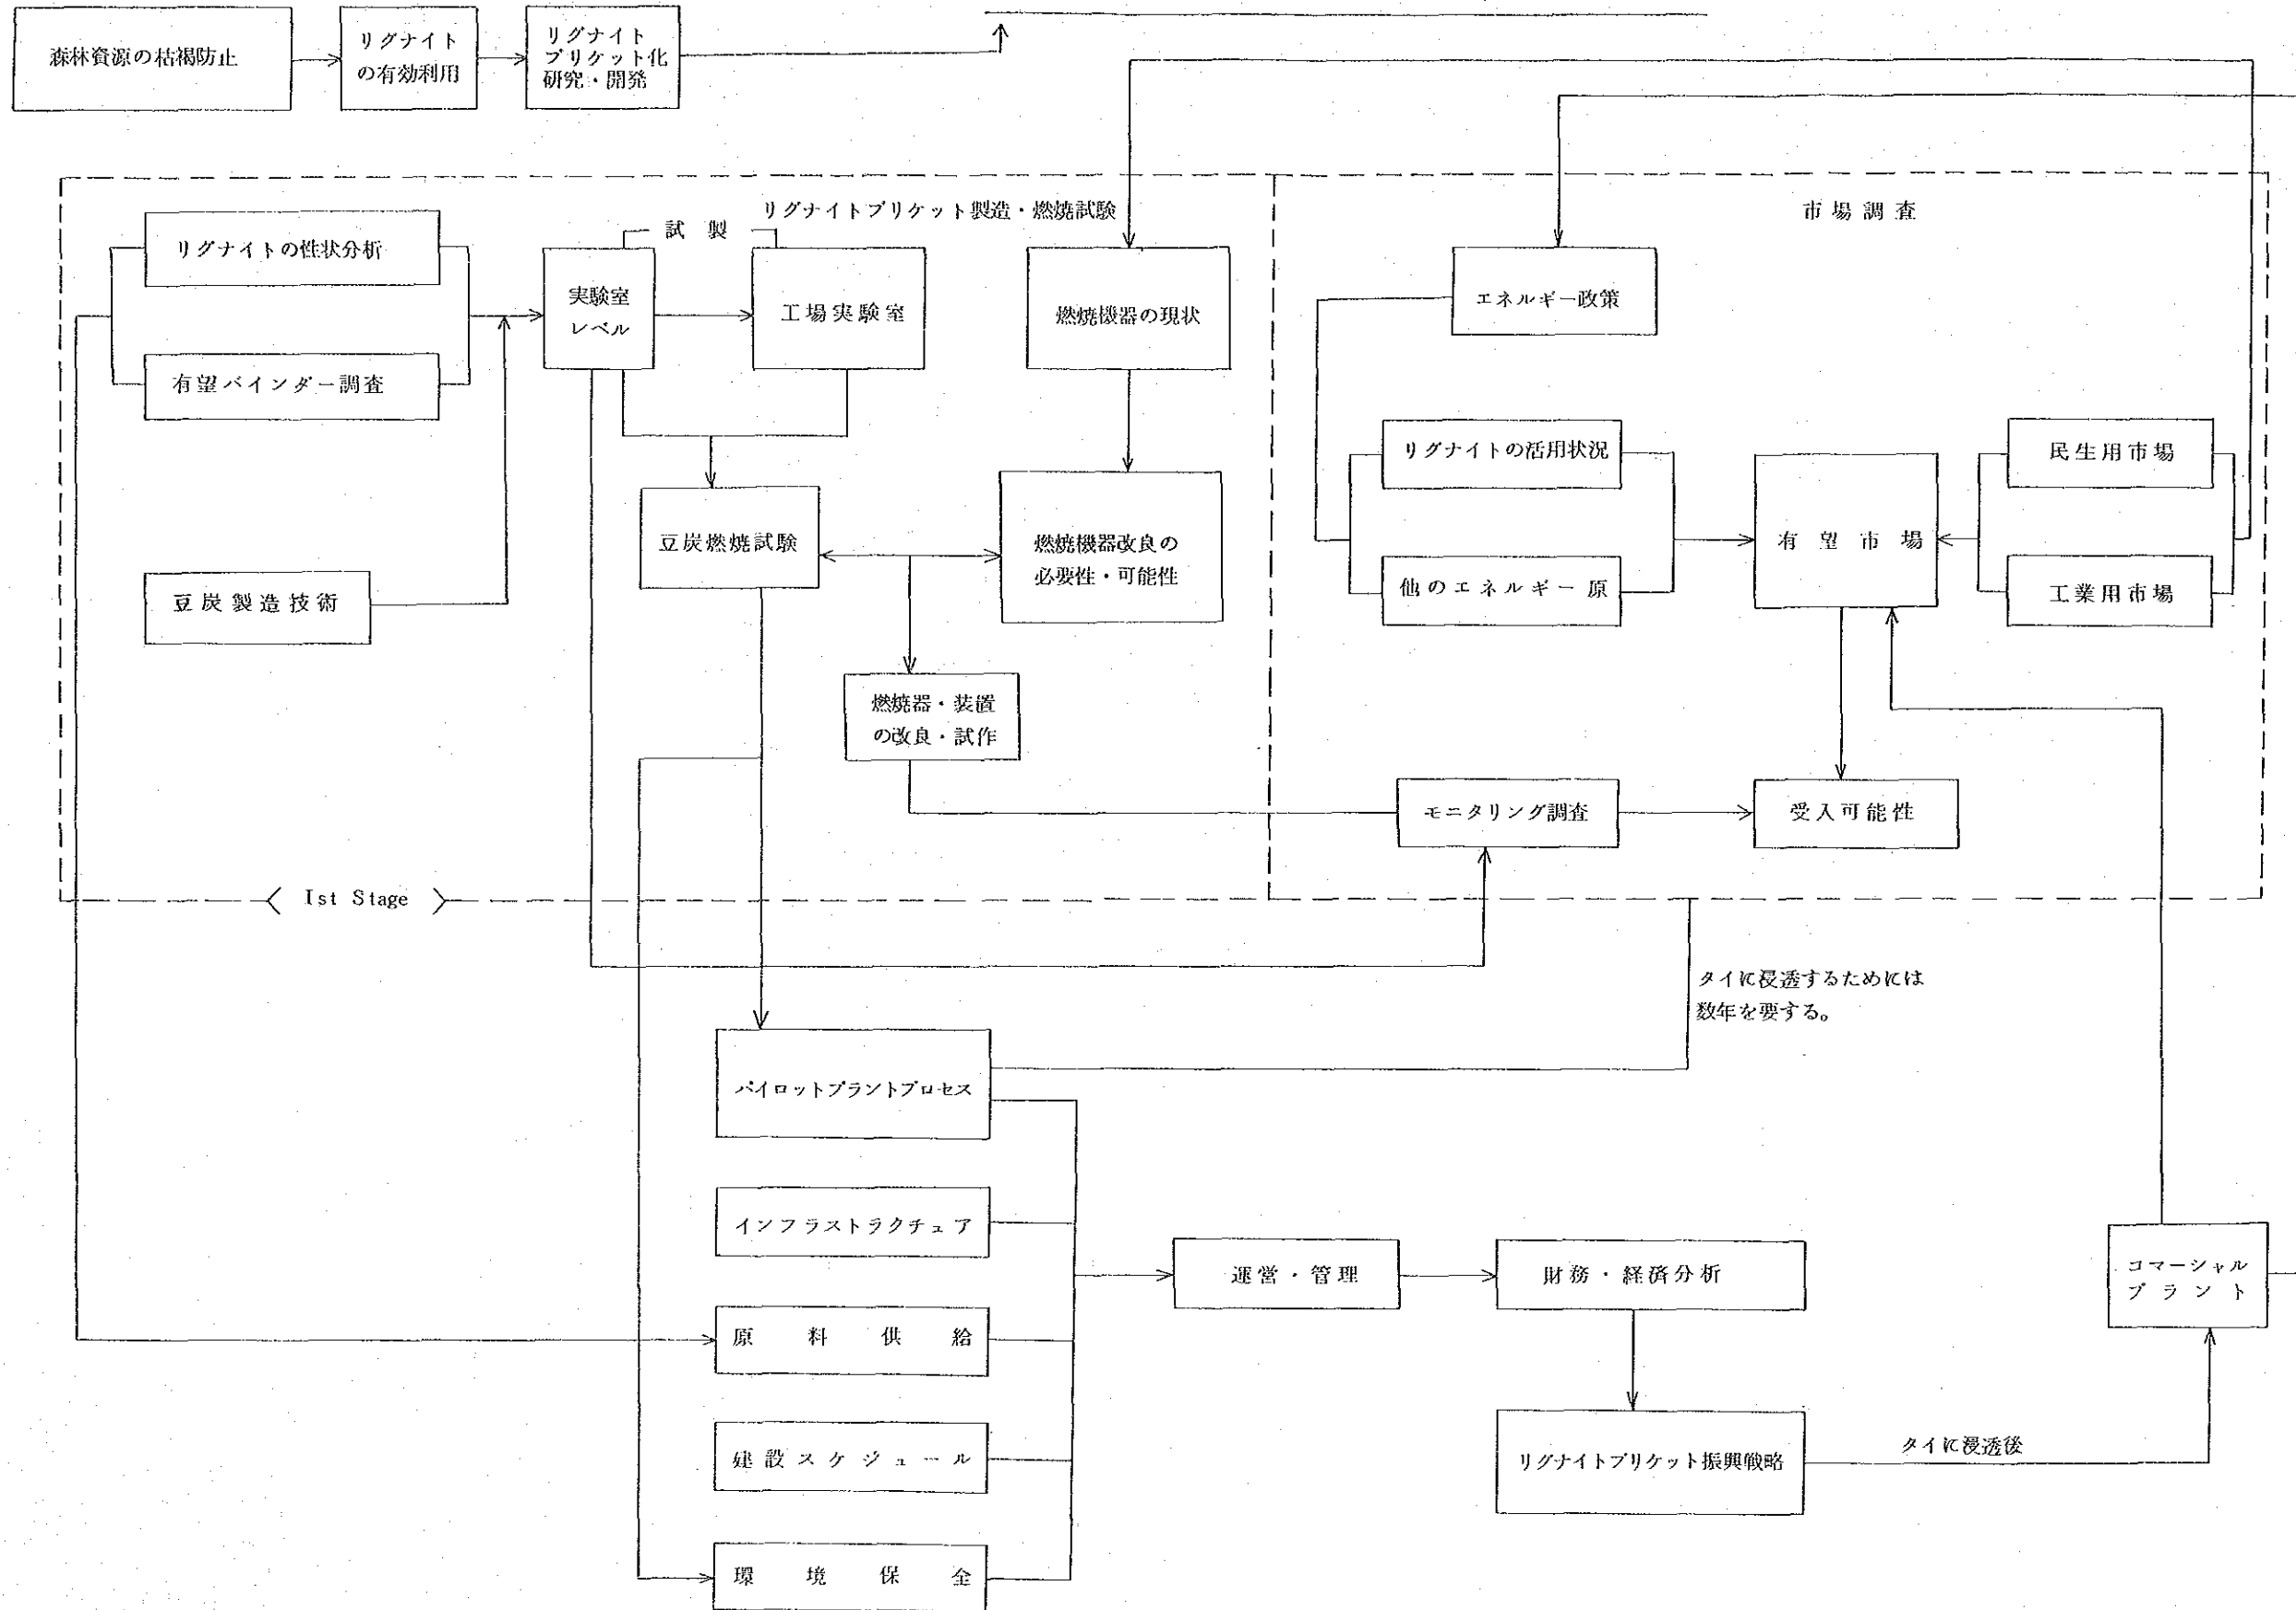 森林資源の枯褐防止
リグナイト
の有効利用
リグナイト
ブリケット化
研究・開発
リグナイトブリケット製造・燃焼試験
市場調査
試製
リグナイトの性状分析
有望バインダー調査
豆炭製造技術
実験室
レベル
工場実験室
燃焼機器の現状
エネルギー政策
豆炭燃焼試験
燃焼機器改良の
必要性・可能性
リグナイトの活用状況
他のエネルギー原
有望市場
民生用市場
工業用市場
燃焼器・装置
の改良・試作
モニタリング調査
受入可能性
Ist Stage
タイに浸透するためには
数年を要する。
パイロットプラントプロセス
インフラストラクチュア
原料供給
建設スケジュール
環境保全
運営・管理
財務・経済分析
コマーシャル
プラント
リグナイトブリケット振興戦略
タイに浸透後